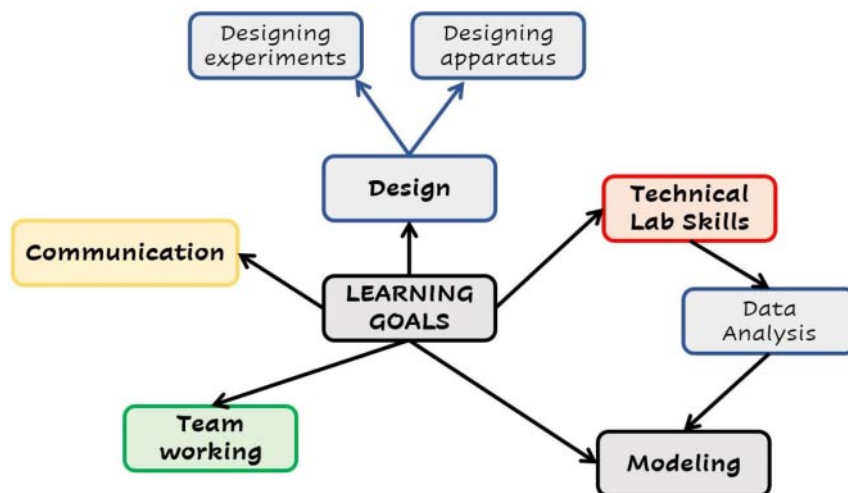 Designing
experiments
Designing
apparatus
Design
Technical
Lab Skills
Communication
LEARNING
GOALS
Data
Analysis
Team
working
Modeling